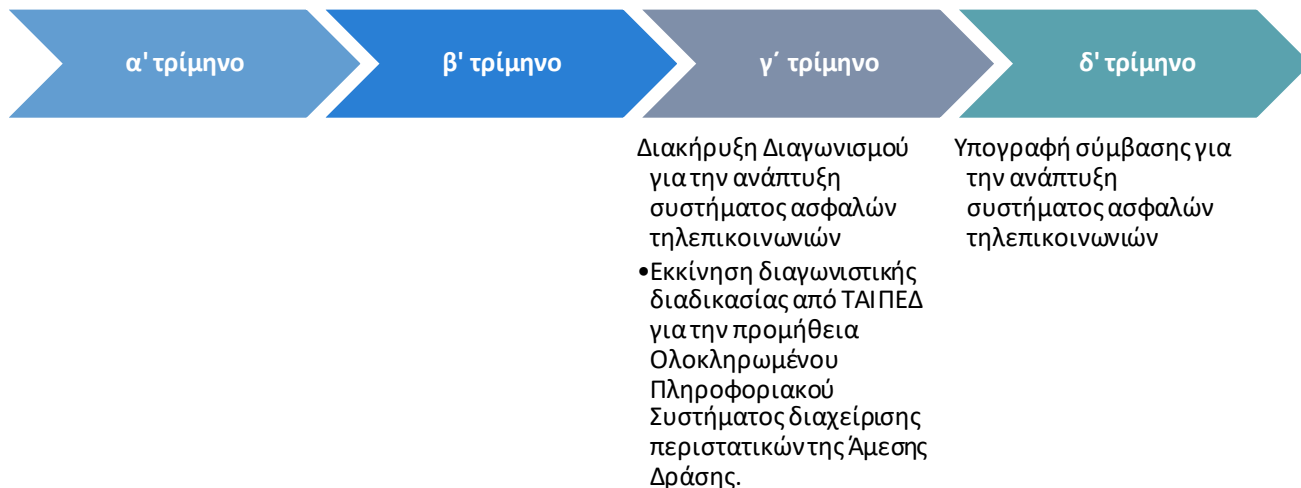 α' τρίμηνο
β' τρίμηνο
γ΄ τρίμηνο
δ' τρίμηνο
Διακήρυξη Διαγωνισμού
για την ανάπτυξη
συστήματος ασφαλών
τηλεπικοινωνιών
•Εκκίνηση διαγωνιστικής
διαδικασίας από ΤΑΙΠΕΔ
για την προμήθεια
Ολοκληρωμένου
Πληροφοριακού
Συστήματος διαχείρισης
περιστατικών της Άμεσης
Δράσης.
Υπογραφή σύμβασης για
την ανάπτυξη
συστήματος ασφαλών
τηλεπικοινωνιών